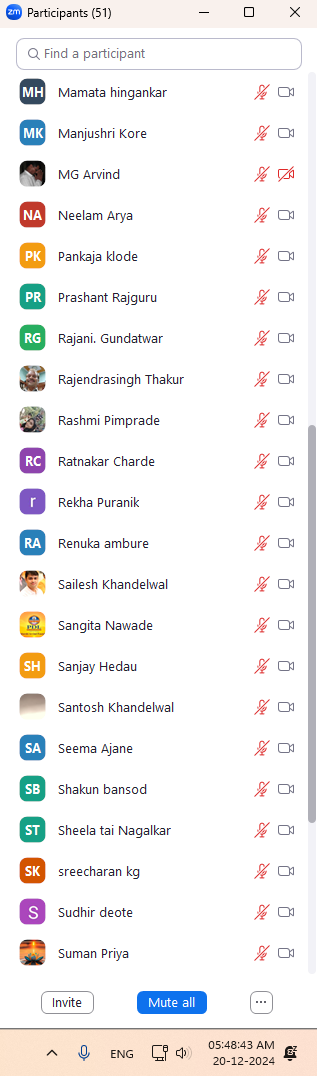 zm Participants (51)
Find a participant
MH Mamata hingankar
MK Manjushri Kore
MG Arvind
NA Neelam Arya
PK Pankaja klode
PR Prashant Rajguru
RG Rajani. Gundatwar
Rajendrasingh Thakur
Rashmi Pimprade
RC Ratnakar Charde
r Rekha Puranik
RA Renuka ambure
Sailesh Khandelwal
Sangita Nawade
SH Sanjay Hedau
Santosh Khandelwal
SA Seema Ajane
SB Shakun bansod
ST Sheela tai Nagalkar
SK sreecharan kg
S Sudhir deote
Suman Priya
Invite Mute all ...
ENG 05:48:43 AM
20-12-2024